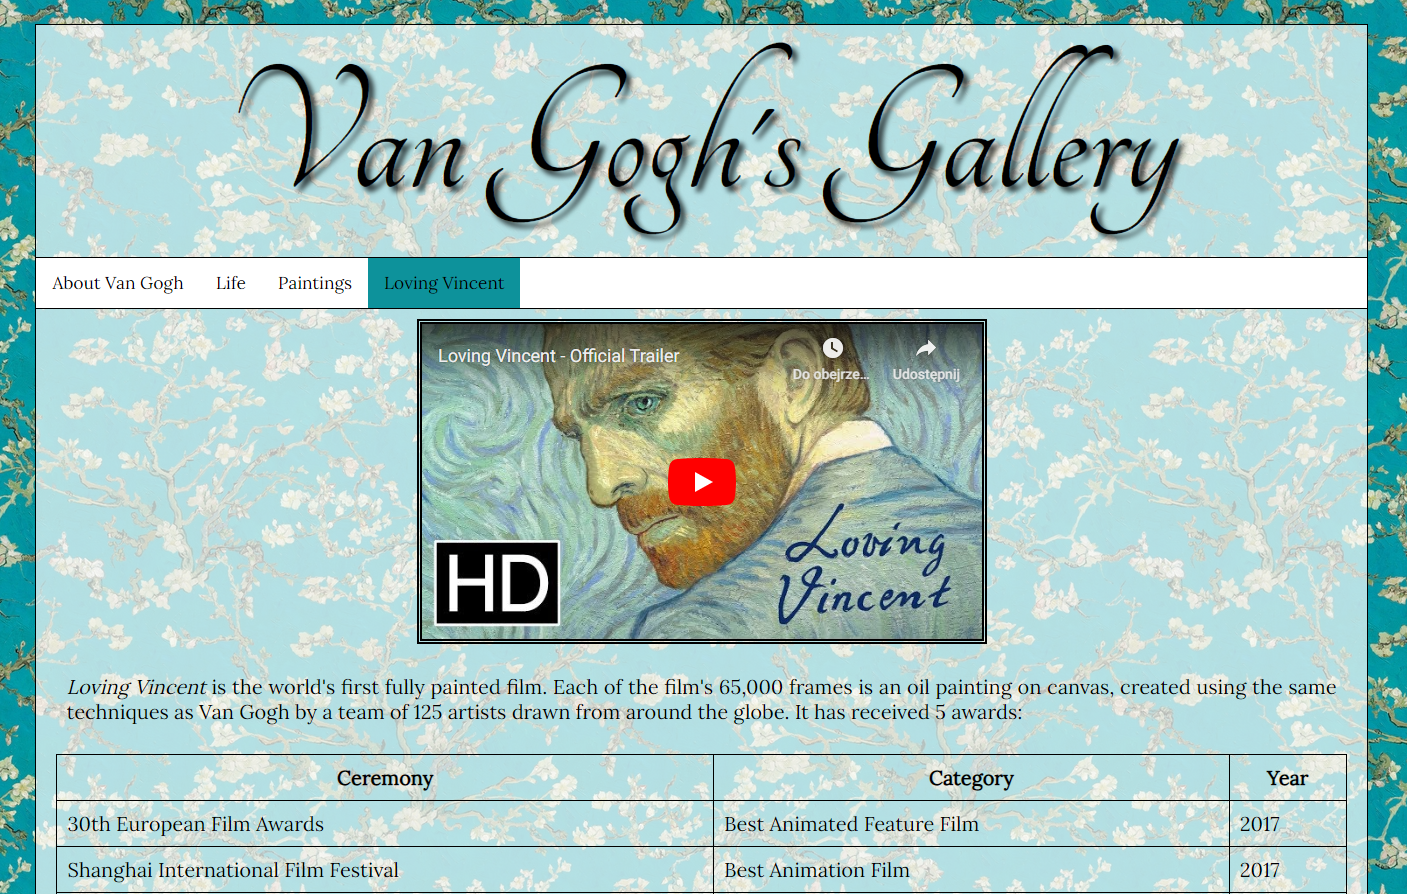 Van Gogh's Gallery
About Van Gogh Life Paintings Loving Vincent
Loving Vincent - Official Trailer
Do obejrze...
Udostępnij
Loving
Vincent
HD
Loving Vincent is the world's first fully painted film. Each of the film's 65,000 frames is an oil painting on canvas, created using the same
techniques as Van Gogh by a team of 125 artists drawn from around the globe. It has received 5 awards:
Ceremony Category Year
30th European Film Awards Best Animated Feature Film 2017
Shanghai International Film Festival Best Animation Film 2017